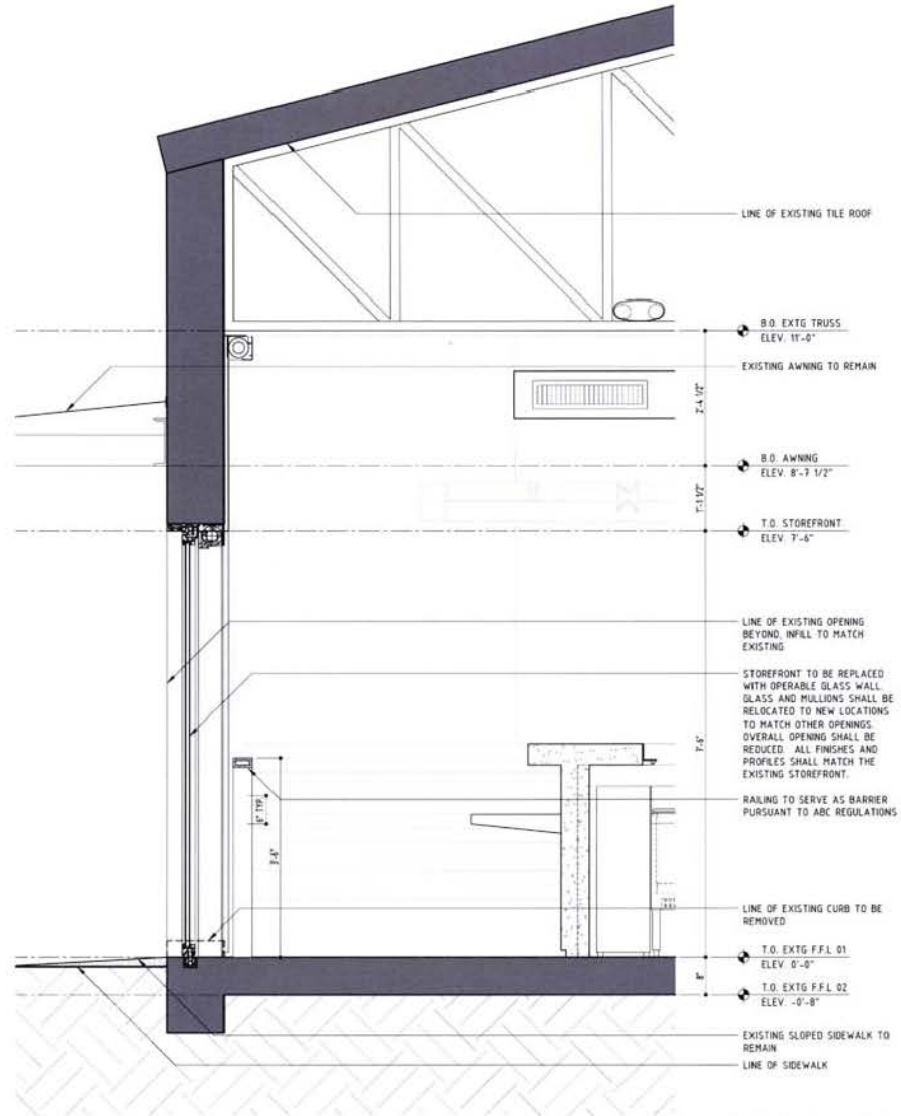 LINE OF EXISTING TILE ROOF
B.O. EXTG TRUSS
ELEV. 11'-0"
EXISTING AWNING TO REMAIN
2'-4 1/2"
B.O. AWNING
ELEV. 8'-7 1/2"
1'-1 1/2"
T.O. STOREFRONT
ELEV. 7'-6"
LINE OF EXISTING OPENING
BEYOND, INFILL TO MATCH
EXISTING
STOREFRONT TO BE REPLACED
WITH OPERABLE GLASS WALL.
GLASS AND MULLIONS SHALL BE
RELOCATED TO NEW LOCATIONS
TO MATCH OTHER OPENINGS.
OVERALL OPENING SHALL BE
REDUCED. ALL FINISHES AND
PROFILES SHALL MATCH THE
EXISTING STOREFRONT.
7'-6"
RAILING TO SERVE AS BARRIER
PURSUANT TO ABC REGULATIONS
6" TYP
3'-6"
LINE OF EXISTING CURB TO BE
REMOVED
T.O. EXTG F.F.L 01
ELEV. 0'-0"
8"
T.O. EXTG F.F.L 02
ELEV. -0'-8"
EXISTING SLOPED SIDEWALK TO
REMAIN
LINE OF SIDEWALK